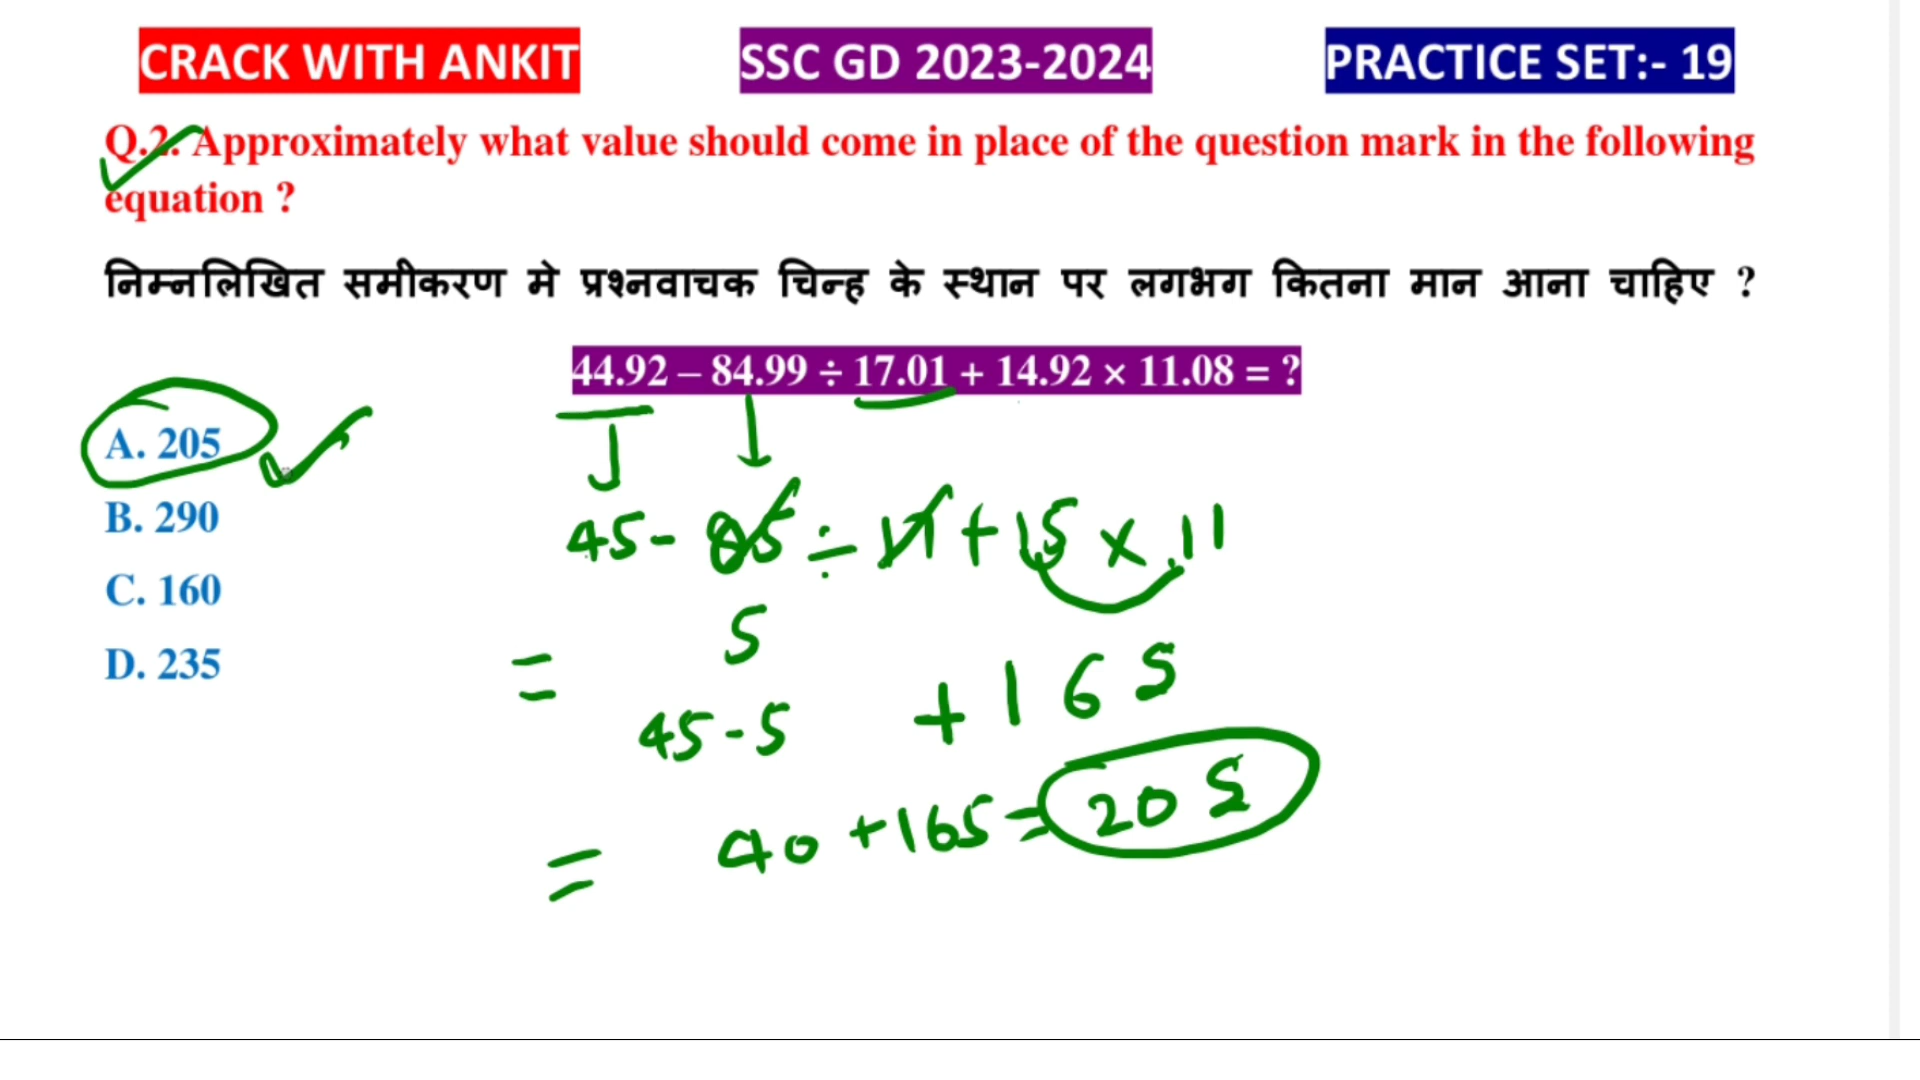 CRACK WITH ANKIT SSC GD 2023-2024 PRACTICE SET:- 19
Q.2. Approximately what value should come in place of the question mark in the following
equation ?
निम्नलिखित समीकरण मे प्रश्नवाचक चिन्ह के स्थान पर लगभग कितना मान आना चाहिए ?
44.92 – 84.99 ÷ 17.01 + 14.92 × 11.08 = ?
A. 205
B. 290
C. 160
D. 235
45 - 85 ÷ 17 + 15 × 11
5
= 45 - 5 + 165
= 40 + 165 = 205